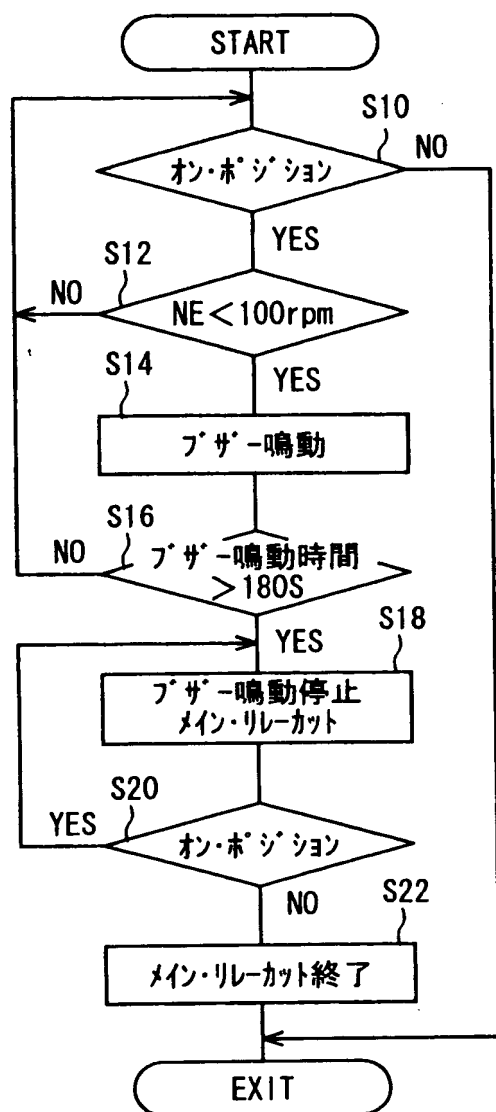 START
S10
オン・ポジション
NO
YES
S12
NO
NE<100rpm
S14
YES
ブザー鳴動
S16
NO
ブザー鳴動時間
>180S
YES
S18
ブザー鳴動停止
メイン・リレーカット
S20
YES
オン・ポジション
NO
S22
メイン・リレーカット終了
EXIT